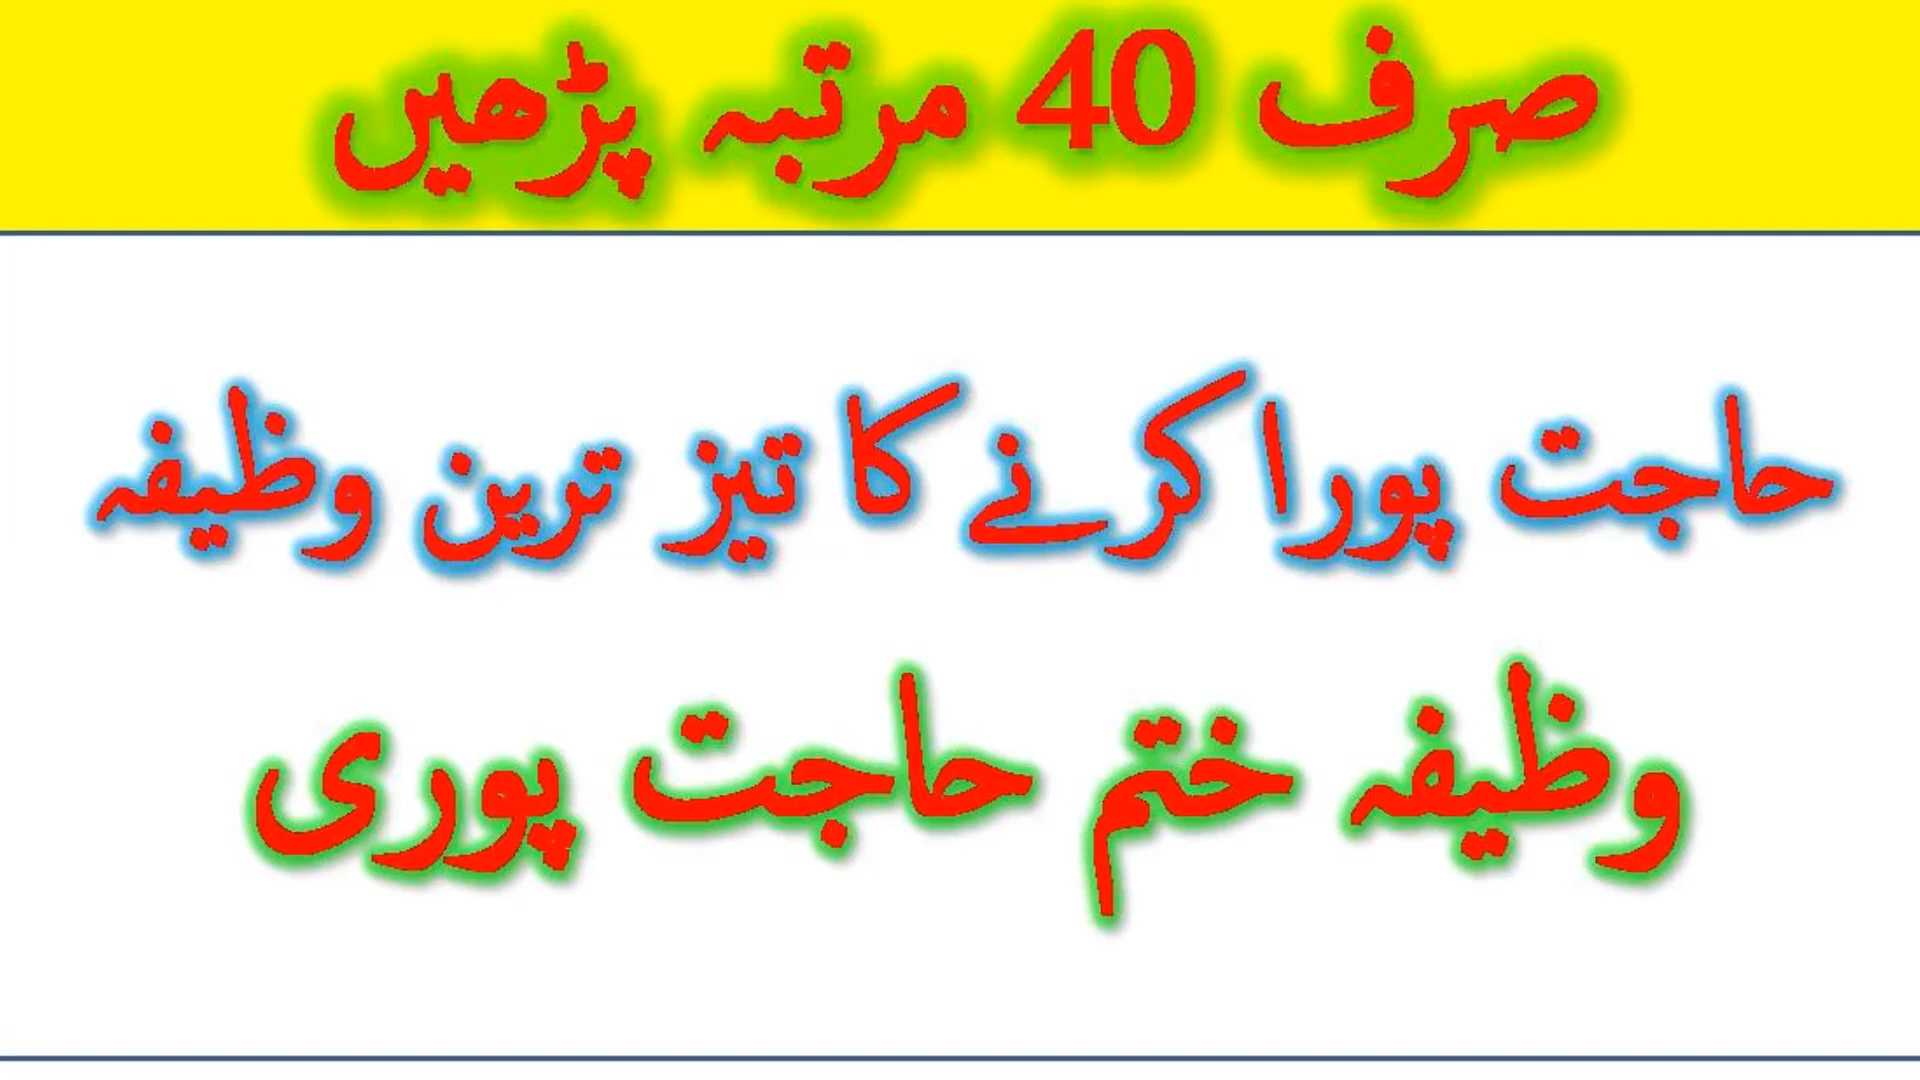 صرف 40 مرتبہ پڑھیں
حاجت پورا کرنے کا تیز ترین وظیفہ
وظیفہ ختم حاجت پوری